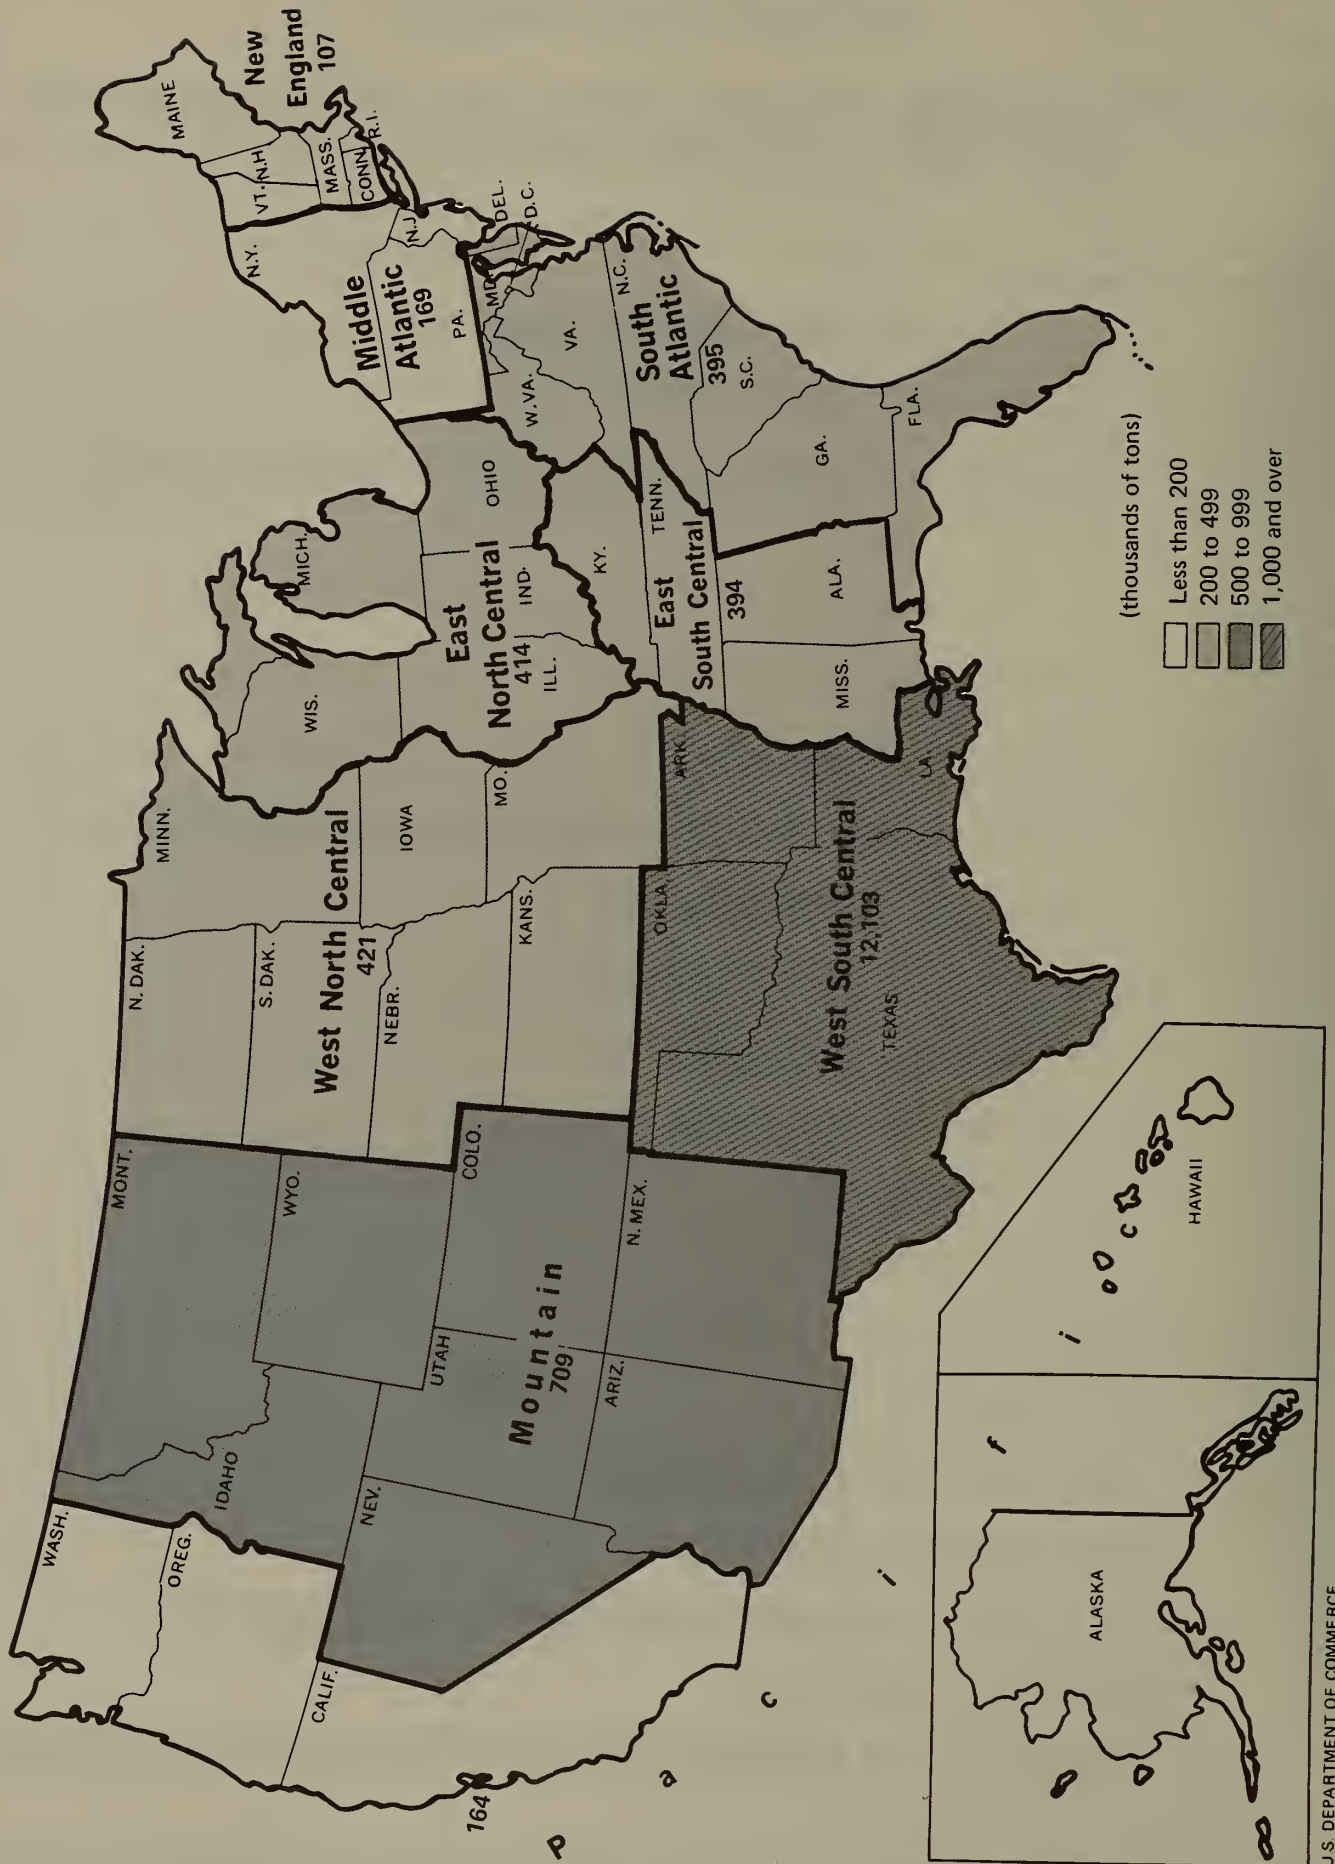 WASH.
OREG.
CALIF.
164
P a c i f i c
MONT.
IDAHO
WYO.
NEV.
UTAH
COLO.
Mountain
709
ARIZ.
N. MEX.
N. DAK.
S. DAK.
MINN.
West North Central
421
NEBR.
IOWA
KANS.
MO.
WIS.
MICH.
East
North Central
414
ILL.
IND.
OHIO
N.Y.
Middle
Atlantic
169
PA.
N.J
MAINE
VT.
N.H
MASS.
CONN.
R.I.
New
England
107
DEL.
D.C.
MD.
W. VA.
VA.
N.C.
South
Atlantic
395
S.C.
GA.
FLA.
KY.
TENN.
East
South Central
394
MISS.
ALA.
OKLA.
ARK.
West South Central
12,103
TEXAS
LA.
ALASKA
HAWAII
(thousands of tons)
Less than 200
200 to 499
500 to 999
1,000 and over
U.S. DEPARTMENT OF COMMERCE